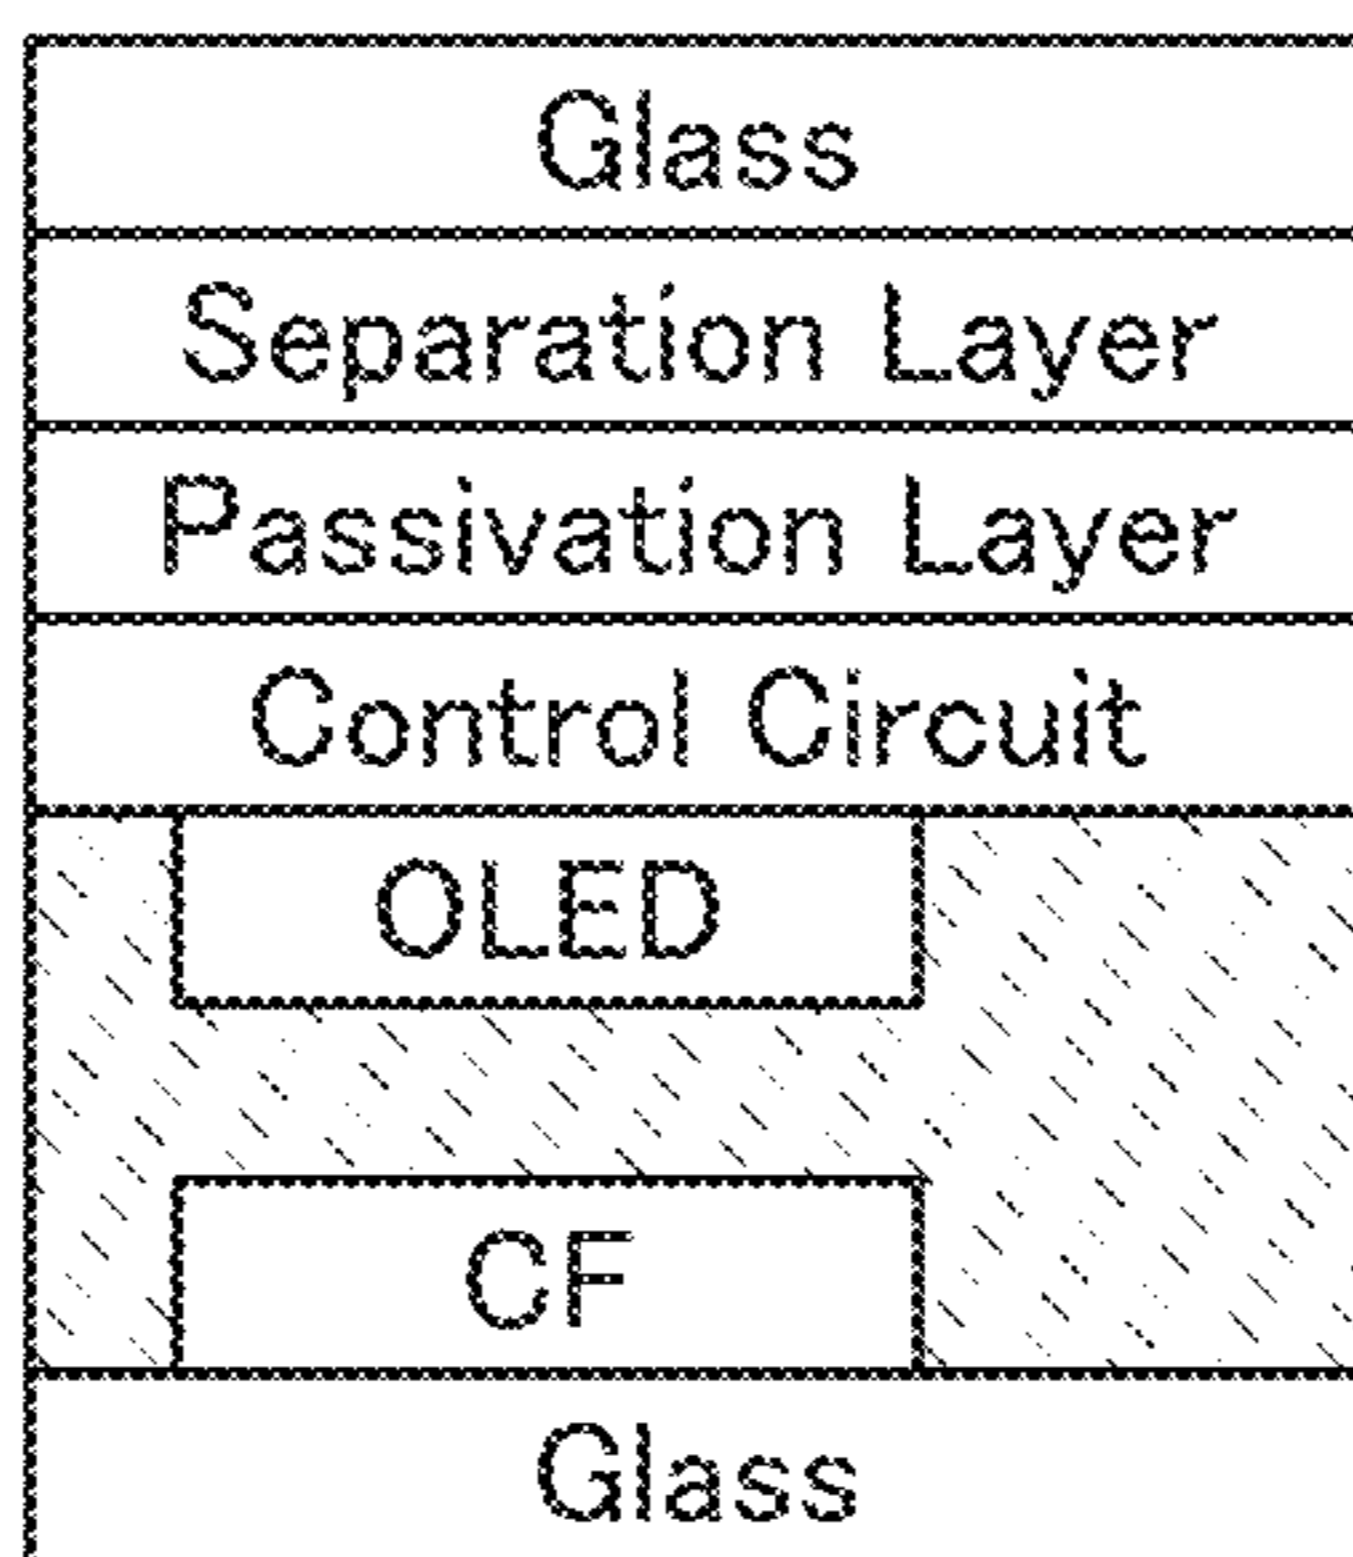 Glass
Separation Layer
Passivation Layer
Control Circuit
OLED
CF
Glass